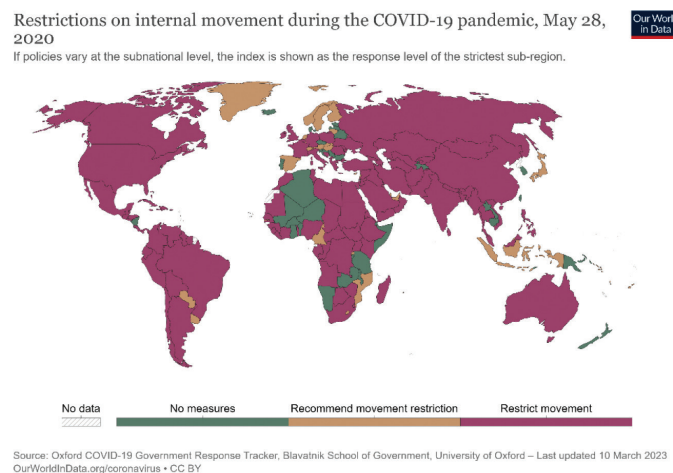 Restrictions on internal movement during the COVID-19 pandemic, May 28,
2020
Our World
in Data
If policies vary at the subnational level, the index is shown as the response level of the strictest sub-region.
No data
No measures
Recommend movement restriction
Restrict movement
Source: Oxford COVID-19 Government Response Tracker, Blavatnik School of Government, University of Oxford – Last updated 10 March 2023
OurWorldInData.org/coronavirus • CC BY